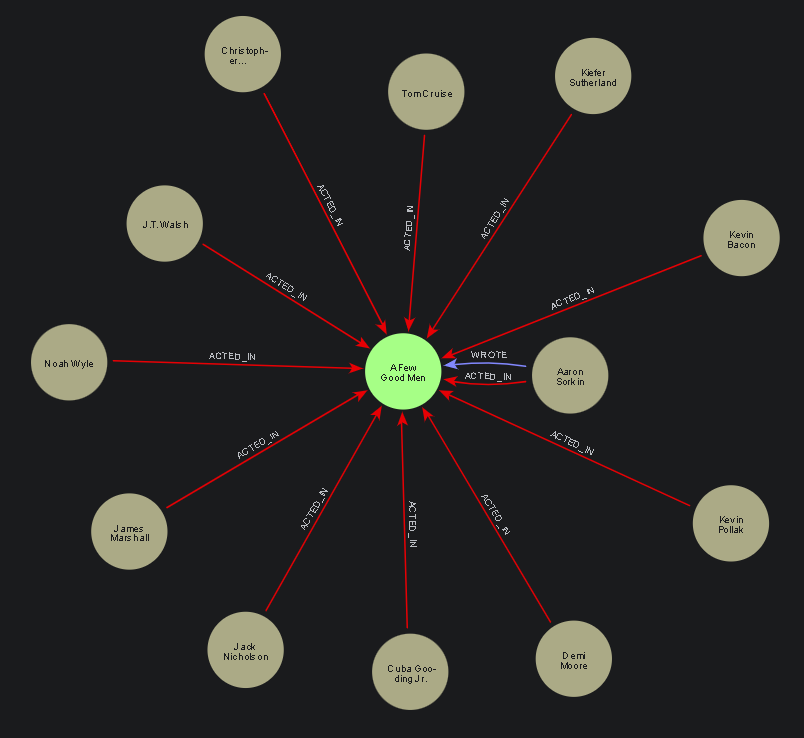 Christoph-
er...
Tom Cruise
Kiefer
Sutherland
ACTED_IN
ACTED_IN
ACTED_IN
J.T. Walsh
Kevin
Bacon
ACTED_IN
ACTED_IN
Noah Wyle
ACTED_IN
A Few
Good Men
WROTE
ACTED_IN
Aaron
Sorkin
ACTED_IN
ACTED_IN
James
Marshall
ACTED_IN
ACTED_IN
ACTED_IN
Kevin
Pollak
Jack
Nicholson
Cuba Goo-
ding Jr.
Demi
Moore